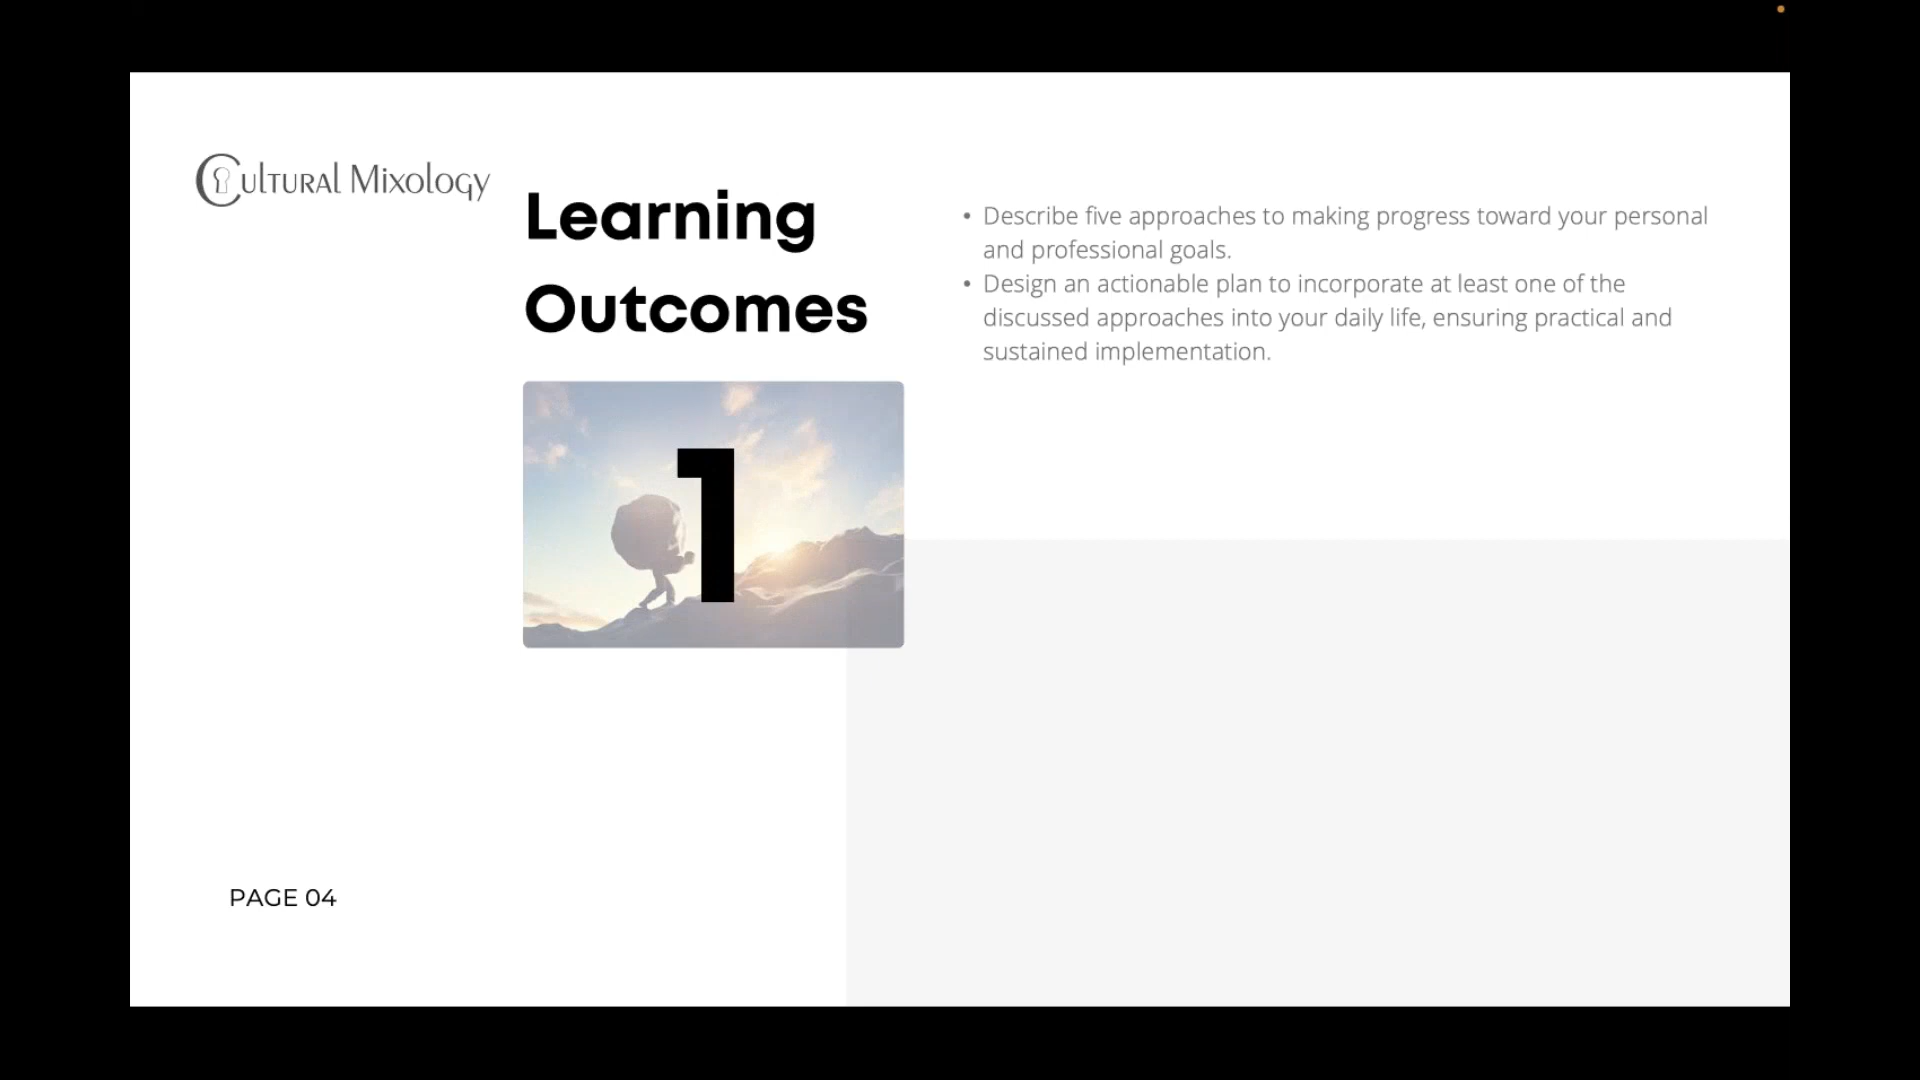 Cultural Mixology
Learning
Outcomes
• Describe five approaches to making progress toward your personal
and professional goals.
• Design an actionable plan to incorporate at least one of the
discussed approaches into your daily life, ensuring practical and
sustained implementation.
1
PAGE 04